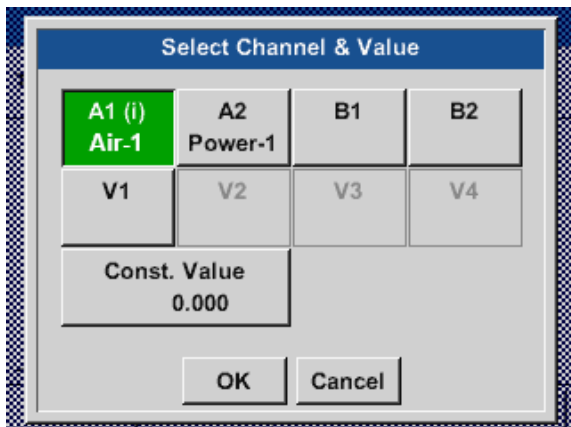 Select Channel & Value
A1 (i) A2 B1 B2
Air-1 Power-1
V1 V2 V3 V4
Const. Value
0.000
OK Cancel